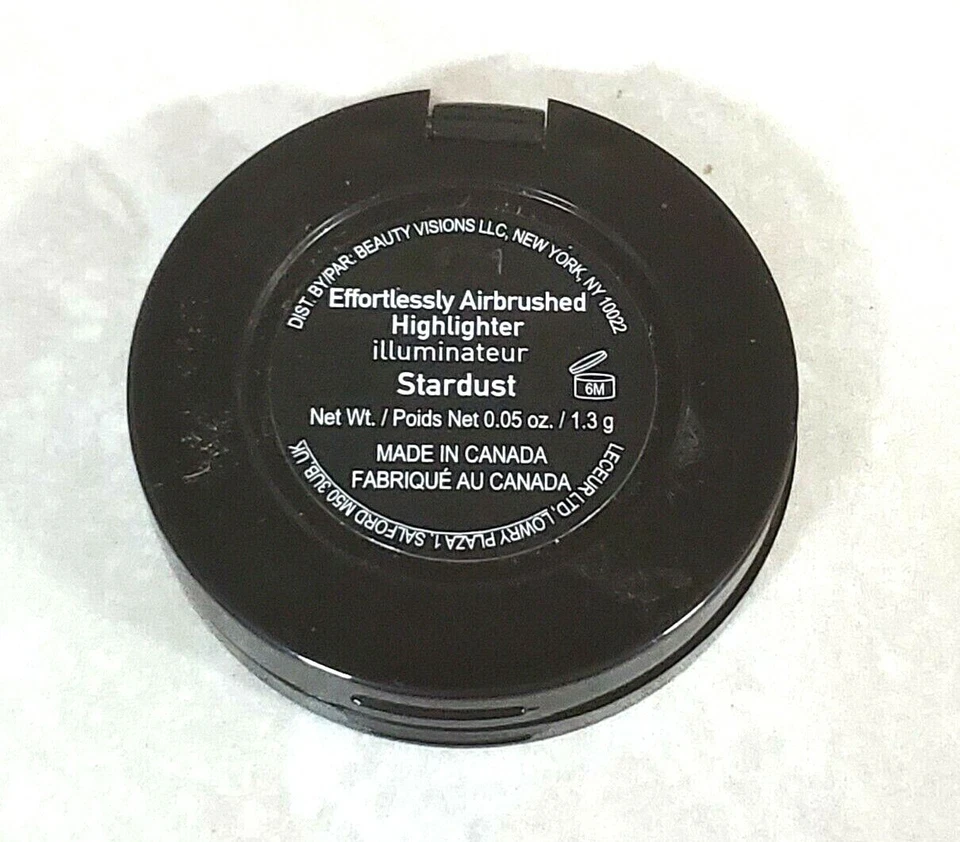 DIST. BY/PAR: BEAUTY VISIONS LLC, NEW YORK, NY 10022
Effortlessly Airbrushed
Highlighter
illuminateur
Stardust
6M
Net Wt. / Poids Net 0.05 oz. / 1.3 g
MADE IN CANADA
FABRIQUÉ AU CANADA
LECEUR LTD, LOWRY PLAZA 1, SALFORD M50 3UB, UK